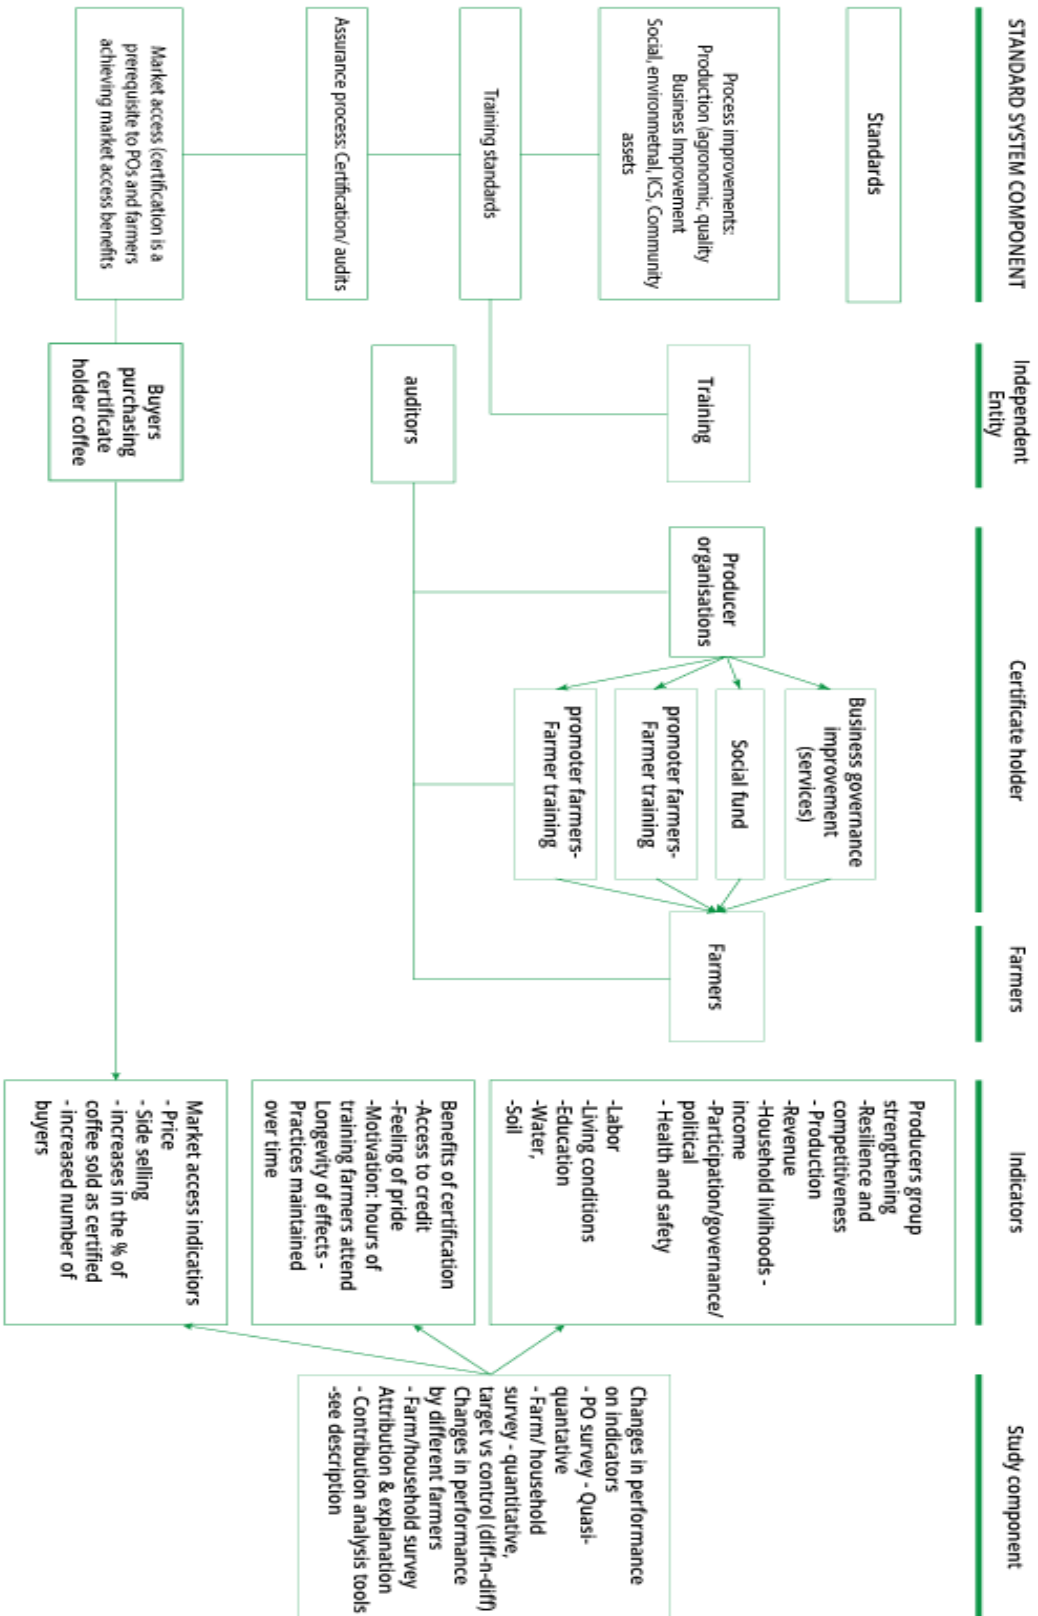 STANDARD SYSTEM COMPONENT
Independent
Entity
Certificate holder
Farmers
Indicators
Study component
Standards
Process improvements:
Production (agronomic, quality
Business Improvement
Social, environmetnal, ICS, Community
assets
Training standards
Assurance process: Certification/ audits
Market access (certification is a
prerequisite to POs and farmers
achieving market access benefits
Training
auditors
Buyers
purchasing
certificate
holder coffee
Producer
organisations
Business governance
improvement
(services)
Social fund
promoter farmers-
Farmer training
promoter farmers-
Farmer training
Farmers
Producers group
strengthening
-Resilience and
competitiveness
- Production
-Revenue
-Household livlihoods -
income
-Participation/governance/
political
- Health and safety
-Labor
-Living conditions
-Education
-Water,
-Soil
Benefits of certification
-Access to credit
-Feeling of pride
-Motivation: hours of
training farmers attend
Longevity of effects -
Practices maintained
over time
Market access indicatiors
- Price
- Side selling
- increases in the % of
coffee sold as certified
- increased number of
buyers
Changes in performance
on indicators
- PO survey - Quasi-
quantative
- Farm/ household
survey - quantitative,
target vs control (diff-n-diff)
Changes in performance
by different farmers
- Farm/household survey
Attribution & explanation
- Contribution analysis tools
-see description